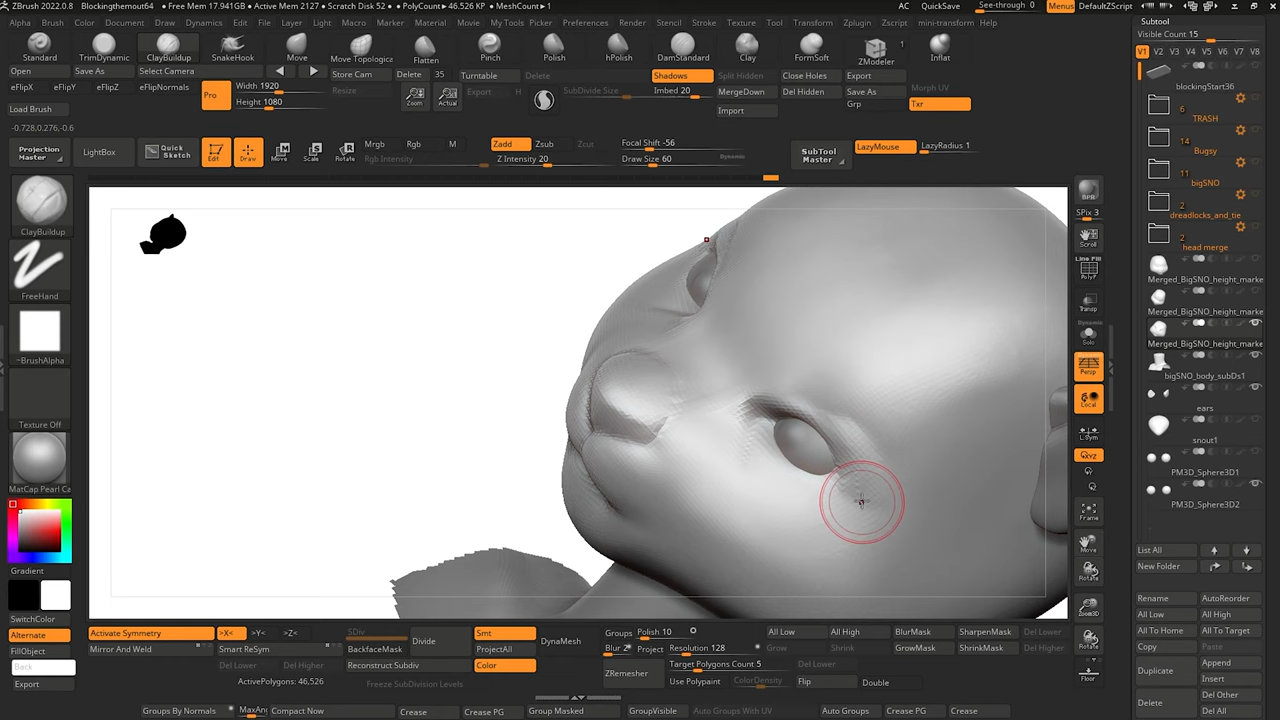 ZBrush 2022.0.8 Blockingthemout64 • Free Mem 17.941GB • Active Mem 2127 • Scratch Disk 52 • PolyCount▸ 46.526 KP • MeshCount▸ 1 AC QuickSave See-through 0 Menus DefaultZScript
Alpha Brush Color Document Draw Dynamics Edit File Layer Light Macro Marker Material Movie My Tools Picker Preferences Render Stencil Stroke Texture Tool Transform Zplugin Zscript mini-transform Help
Standard TrimDynamic ClayBuildup SnakeHook Move Move Topologica Flatten Pinch Polish hPolish DamStandard Clay FormSoft ZModeler 1 Inflat
Open Save As Select Camera Store Cam Delete 35 Turntable Delete Shadows Split Hidden Close Holes Export Morph UV
eFlipX eFlipY eFlipZ eFlipNormals Pro Width 1920 Resize Export H SubDivide Size Imbed 20 MergeDown Del Hidden Save As
Height 1080 Zoom Actual Import Grp Txr
Load Brush
-0.728,0.276,-0.6
Projection Master LightBox Quick Sketch Edit Draw Move Scale Rotate Mrgb Rgb M Zadd Zsub Zcut Focal Shift -56 SubTool Master LazyMouse LazyRadius 1
Rgb Intensity Z Intensity 20 Draw Size 60 Dynamic
ClayBuildup
FreeHand
~BrushAlpha
Texture Off
MatCap Pearl Ca
Gradient
SwitchColor
Alternate
FillObject
Back
Export
BPR
SPix 3
Scroll
Line Fill
PolyF
Transp
Dynamic
Solo
Persp
Local
L.Sym
XYZ
Frame
Move
Rotate
Zoom3D
Rotate
Floor
Subtool
Visible Count 15
V1 V2 V3 V4 V5 V6 V7 V8
blockingStart36
6
TRASH
14
Bugsy
11
bigSNO
2
dreadlocks_and_tie
2
head merge
Merged_BigSNO_height_marke
Merged_BigSNO_height_marke
Merged_BigSNO_height_marke
bigSNO_body_subDs1
ears
snout1
PM3D_Sphere3D1
PM3D_Sphere3D2
List All
New Folder
Rename AutoReorder
All Low All High
All To Home All To Target
Copy Paste
Duplicate Append
Insert
Delete Del Other
Del All
Activate Symmetry >X< >Y< >Z< SDiv Divide Smt DynaMesh Groups Polish 10 All Low All High BlurMask SharpenMask Del Lower
Mirror And Weld Smart ReSym BackfaceMask ProjectAll Blur 2 Project Resolution 128 Grow Shrink GrowMask ShrinkMask Del Higher
Del Lower Del Higher Reconstruct Subdiv Color ZRemesher Target Polygons Count 5 Del Lower
ActivePolygons: 46,526 Freeze SubDivision Levels Use Polypaint ColorDensity Flip Double
Groups By Normals MaxAng Compact Now Crease Crease PG Group Masked GroupVisible Auto Groups With UV Auto Groups Crease PG Crease